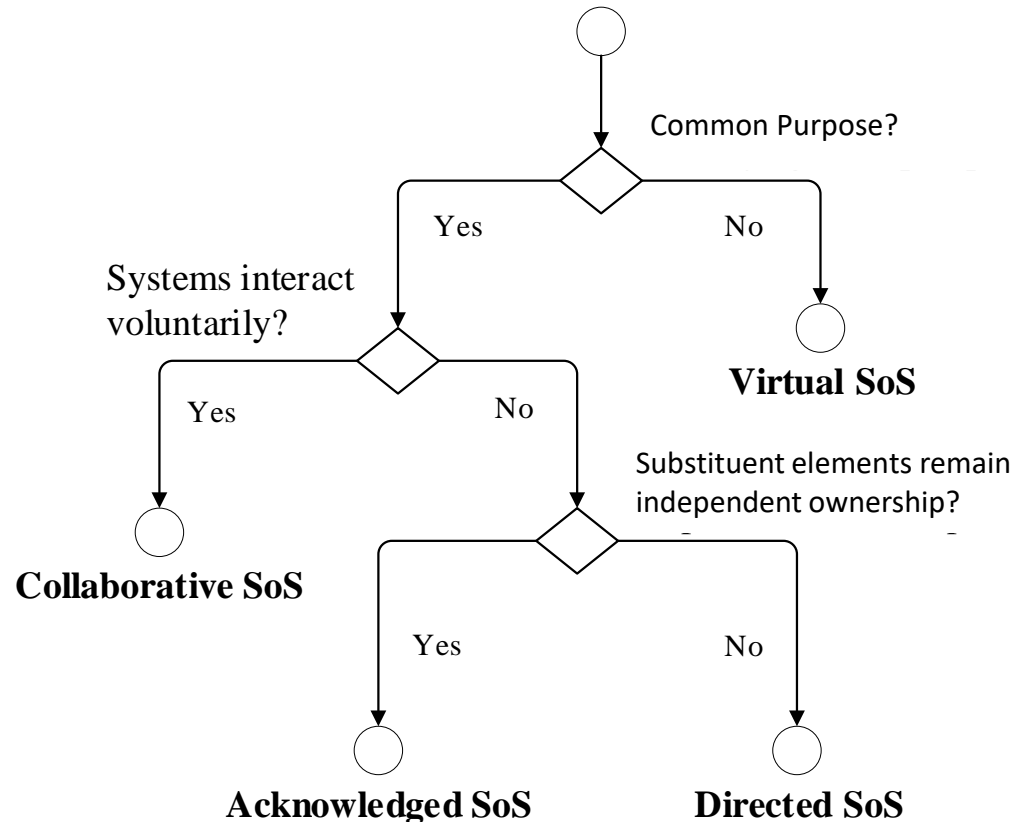 Common Purpose?
Yes
No
Systems interact
voluntarily?
Virtual SoS
Yes
No
Substituent elements remain
independent ownership?
Collaborative SoS
Yes
No
Acknowledged SoS
Directed SoS